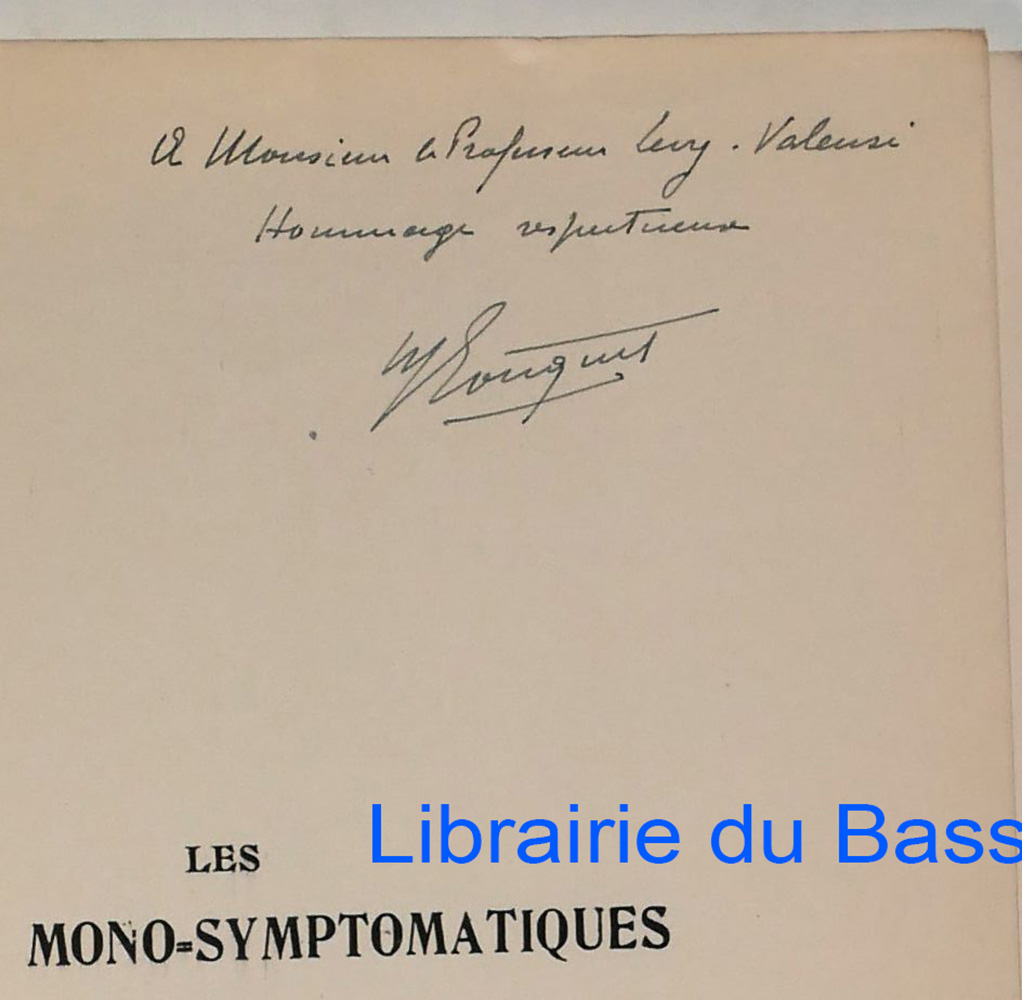 A Monsieur le Professeur Levy-Valensi
Hommage respectueux
Librairie du Bass
LES
MONO=SYMPTOMATIQUES